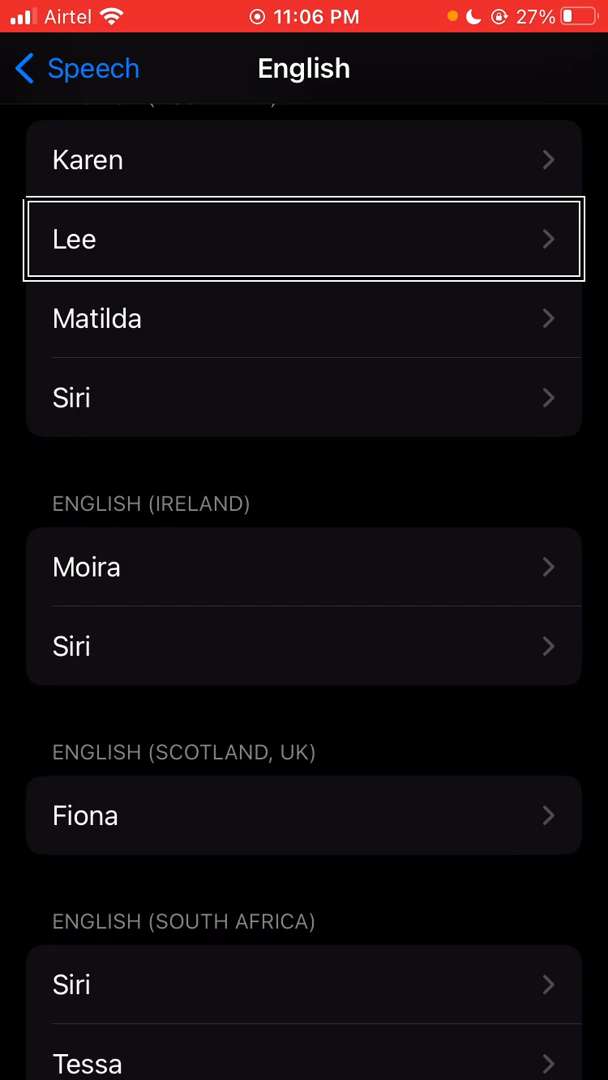 Airtel 11:06 PM 27%
Speech English
Karen
Lee
Matilda
Siri
ENGLISH (IRELAND)
Moira
Siri
ENGLISH (SCOTLAND, UK)
Fiona
ENGLISH (SOUTH AFRICA)
Siri
Tessa